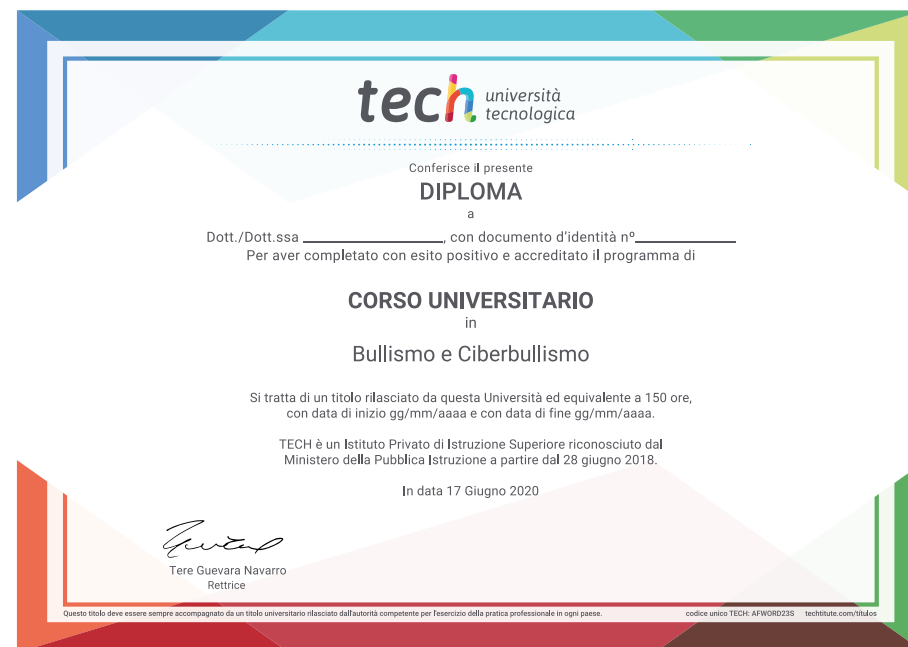 tech università
tecnologica
Conferisce il presente
DIPLOMA
a
Dott./Dott.ssa ____________________, con documento d'identità nº______________
Per aver completato con esito positivo e accreditato il programma di
CORSO UNIVERSITARIO
in
Bullismo e Ciberbullismo
Si tratta di un titolo rilasciato da questa Università ed equivalente a 150 ore,
con data di inizio gg/mm/aaaa e con data di fine gg/mm/aaaa.
TECH è un Istituto Privato di Istruzione Superiore riconosciuto dal
Ministero della Pubblica Istruzione a partire dal 28 giugno 2018.
In data 17 Giugno 2020
Tere Guevara Navarro
Rettrice
Questo titolo deve essere sempre accompagnato da un titolo universitario rilasciato dall'autorità competente per l'esercizio della pratica professionale in ogni paese. codice unico TECH: AFWORD23S techtitute.com/titulos